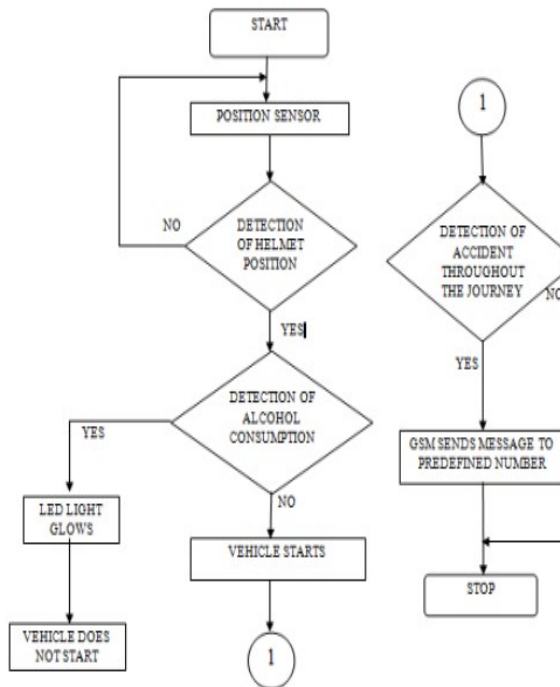 START
POSITION SENSOR
NO
DETECTION
OF HELMET
POSITION
YES
DETECTION OF
ALCOHOL
CONSUMPTION
YES
NO
LED LIGHT
GLOWS
VEHICLE STARTS
VEHICLE DOES
NOT START
1
1
DETECTION OF
ACCIDENT
THROUGHOUT
THE JOURNEY
NO
YES
GSM SENDS MESSAGE TO
PREDEFINED NUMBER
STOP